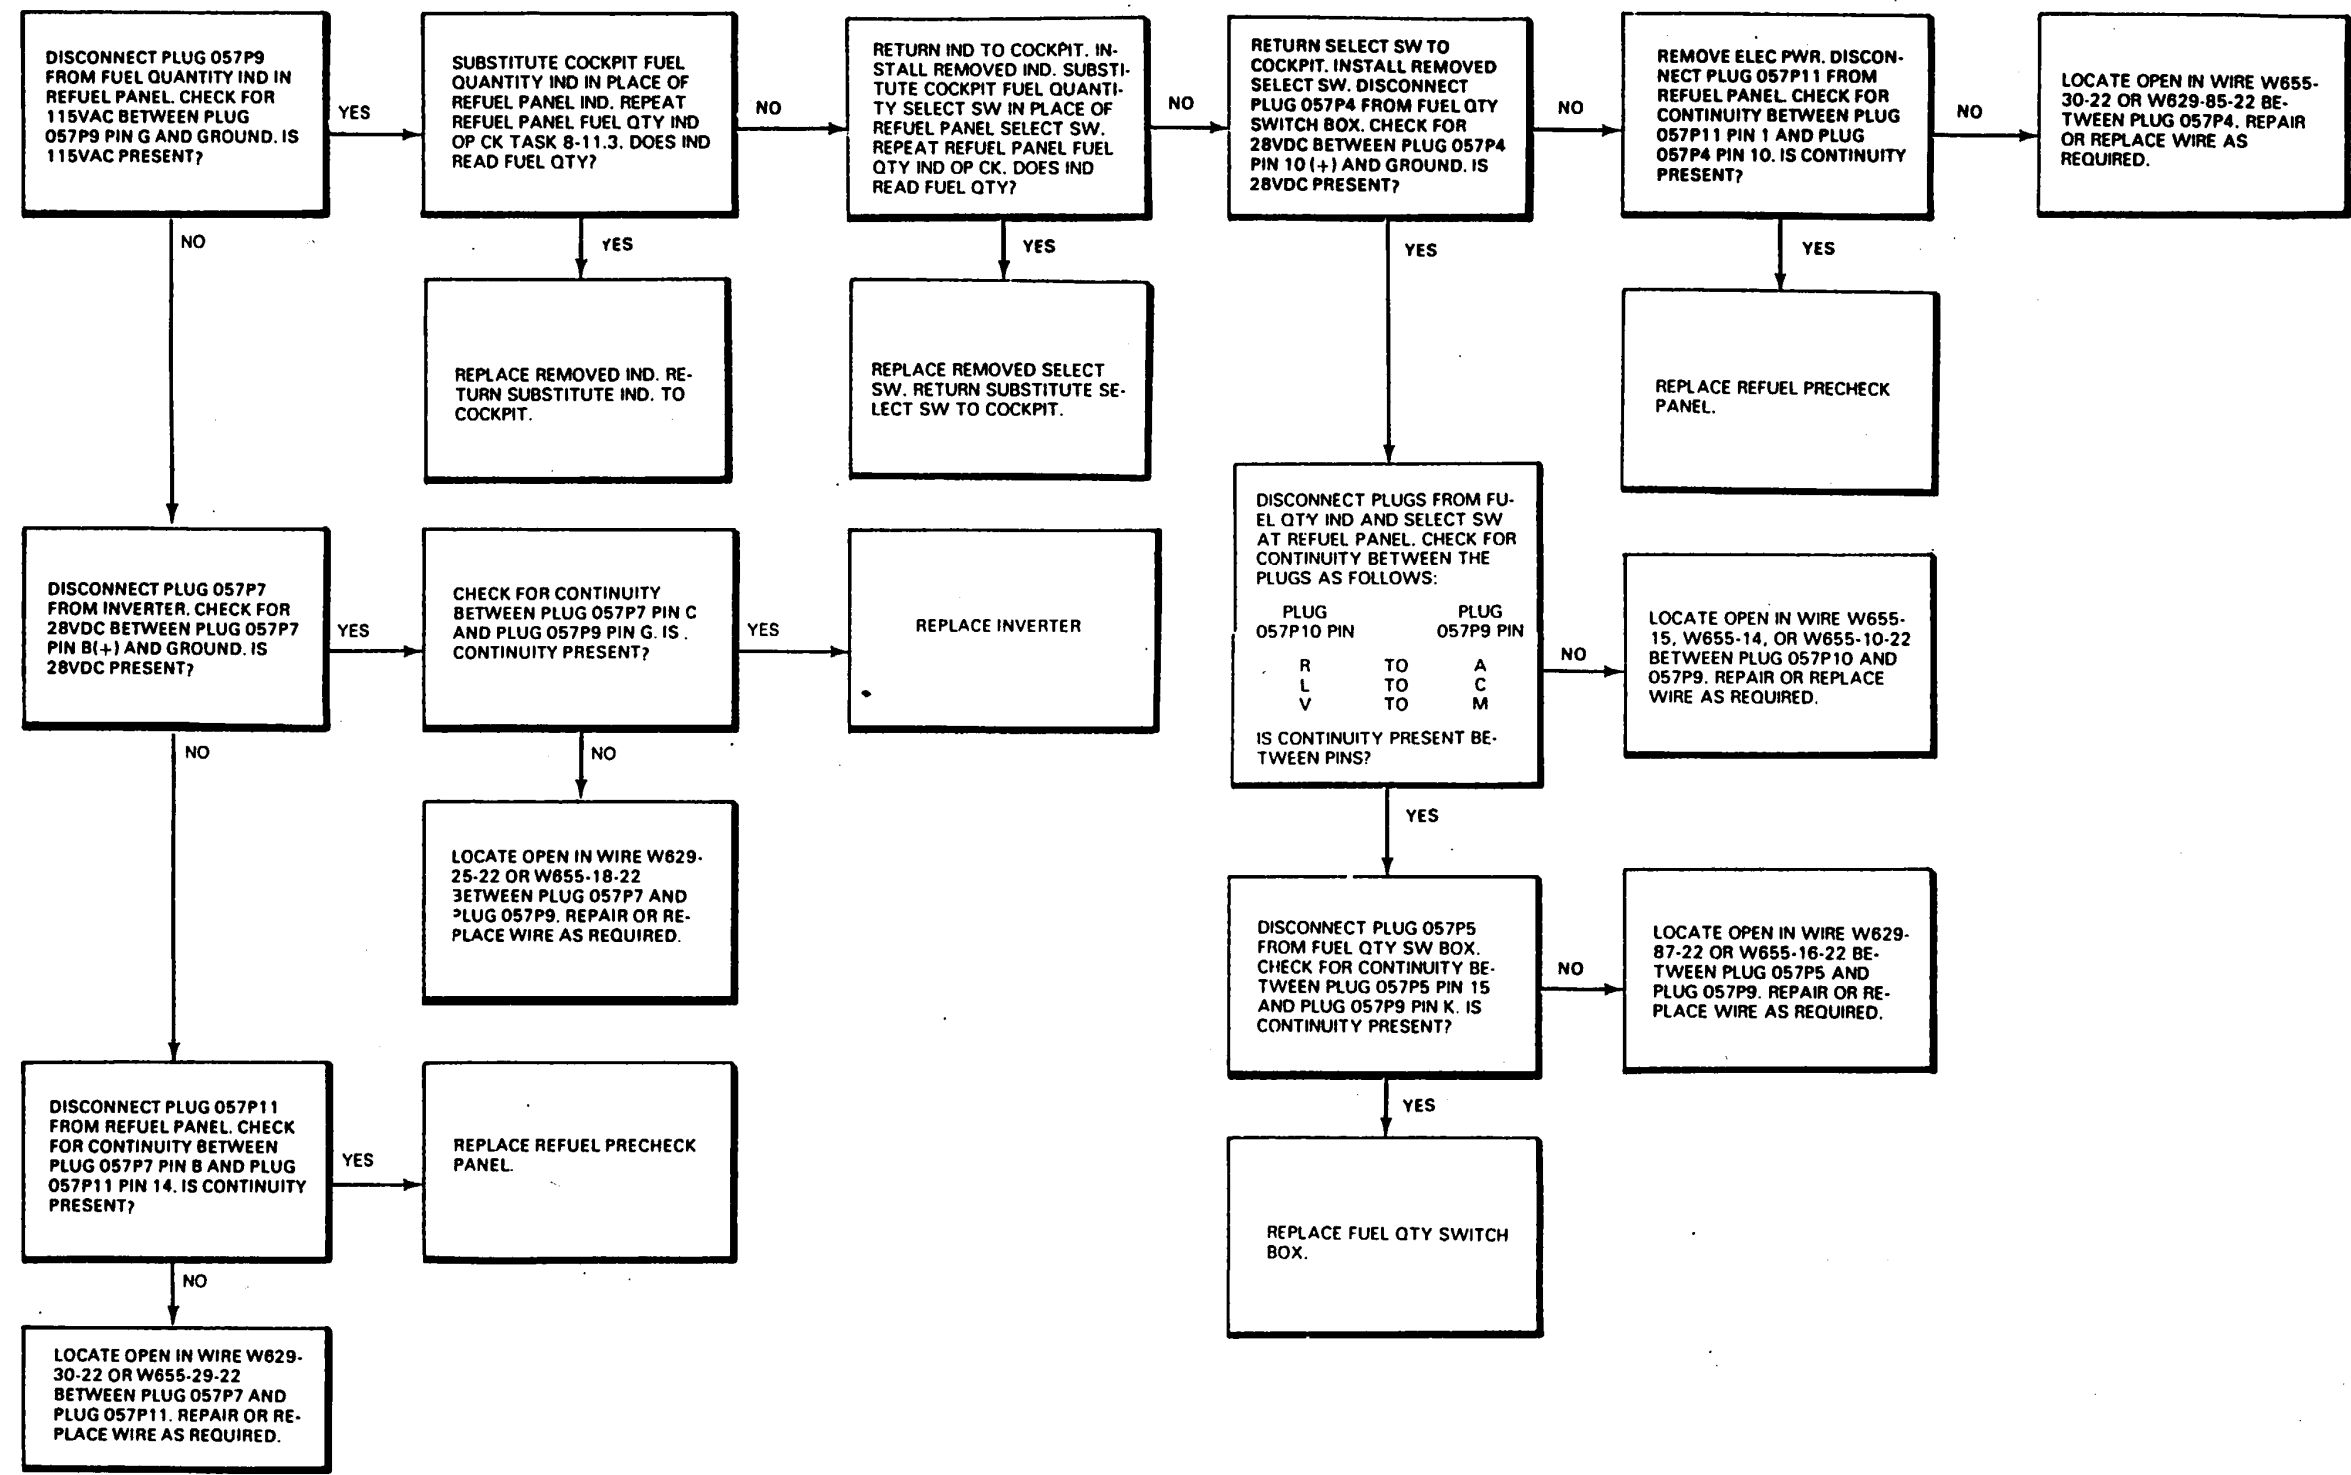 DISCONNECT PLUG 057P9
FROM FUEL QUANTITY IND IN
REFUEL PANEL. CHECK FOR
115VAC BETWEEN PLUG
057P9 PIN G AND GROUND. IS
115VAC PRESENT?
YES
NO
SUBSTITUTE COCKPIT FUEL
QUANTITY IND IN PLACE OF
REFUEL PANEL IND. REPEAT
REFUEL PANEL FUEL QTY IND
OP CK TASK 8-11.3. DOES IND
READ FUEL QTY?
NO
YES
RETURN IND TO COCKPIT. IN-
STALL REMOVED IND. SUBSTI-
TUTE COCKPIT FUEL QUANTI-
TY SELECT SW IN PLACE OF
REFUEL PANEL SELECT SW.
REPEAT REFUEL PANEL FUEL
QTY IND OP CK. DOES IND
READ FUEL QTY?
NO
YES
RETURN SELECT SW TO
COCKPIT. INSTALL REMOVED
SELECT SW. DISCONNECT
PLUG 057P4 FROM FUEL QTY
SWITCH BOX. CHECK FOR
28VDC BETWEEN PLUG 057P4
PIN 10 (+) AND GROUND. IS
28VDC PRESENT?
NO
YES
REMOVE ELEC PWR. DISCON-
NECT PLUG 057P11 FROM
REFUEL PANEL. CHECK FOR
CONTINUITY BETWEEN PLUG
057P11 PIN 1 AND PLUG
057P4 PIN 10. IS CONTINUITY
PRESENT?
NO
YES
LOCATE OPEN IN WIRE W655-
30-22 OR W629-85-22 BE-
TWEEN PLUG 057P4. REPAIR
OR REPLACE WIRE AS
REQUIRED.
REPLACE REMOVED IND. RE-
TURN SUBSTITUTE IND. TO
COCKPIT.
REPLACE REMOVED SELECT
SW. RETURN SUBSTITUTE SE-
LECT SW TO COCKPIT.
REPLACE REFUEL PRECHECK
PANEL.
DISCONNECT PLUG 057P7
FROM INVERTER. CHECK FOR
28VDC BETWEEN PLUG 057P7
PIN B(+) AND GROUND. IS
28VDC PRESENT?
YES
NO
CHECK FOR CONTINUITY
BETWEEN PLUG 057P7 PIN C
AND PLUG 057P9 PIN G. IS
CONTINUITY PRESENT?
YES
NO
REPLACE INVERTER
DISCONNECT PLUGS FROM FU-
EL QTY IND AND SELECT SW
AT REFUEL PANEL. CHECK FOR
CONTINUITY BETWEEN THE
PLUGS AS FOLLOWS:
PLUG PLUG
057P10 PIN 057P9 PIN
R TO A
L TO C
V TO M
IS CONTINUITY PRESENT BE-
TWEEN PINS?
NO
YES
LOCATE OPEN IN WIRE W655-
15, W655-14, OR W655-10-22
BETWEEN PLUG 057P10 AND
057P9. REPAIR OR REPLACE
WIRE AS REQUIRED.
LOCATE OPEN IN WIRE W629-
25-22 OR W655-18-22
BETWEEN PLUG 057P7 AND
PLUG 057P9. REPAIR OR RE-
PLACE WIRE AS REQUIRED.
DISCONNECT PLUG 057P5
FROM FUEL QTY SW BOX.
CHECK FOR CONTINUITY BE-
TWEEN PLUG 057P5 PIN 15
AND PLUG 057P9 PIN K. IS
CONTINUITY PRESENT?
NO
YES
LOCATE OPEN IN WIRE W629-
87-22 OR W655-16-22 BE-
TWEEN PLUG 057P5 AND
PLUG 057P9. REPAIR OR RE-
PLACE WIRE AS REQUIRED.
DISCONNECT PLUG 057P11
FROM REFUEL PANEL. CHECK
FOR CONTINUITY BETWEEN
PLUG 057P7 PIN B AND PLUG
057P11 PIN 14. IS CONTINUITY
PRESENT?
YES
NO
REPLACE REFUEL PRECHECK
PANEL.
REPLACE FUEL QTY SWITCH
BOX.
LOCATE OPEN IN WIRE W629-
30-22 OR W655-29-22
BETWEEN PLUG 057P7 AND
PLUG 057P11. REPAIR OR RE-
PLACE WIRE AS REQUIRED.